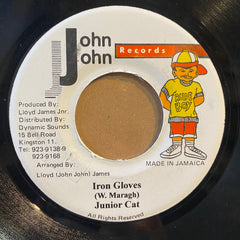 John
John
Records
Produced By:
Lloyd James Jnr.
Distributed By:
Dynamic Sounds
15 Bell-Road
Kingston 11.
Tel: 923-9138-9
923-9168
Arranged By:
Lloyd (John John) James
KIDS
BOY
MADE IN JAMAICA
Iron Gloves
(W. Maragh)
Junior Cat
All Rights Reserved